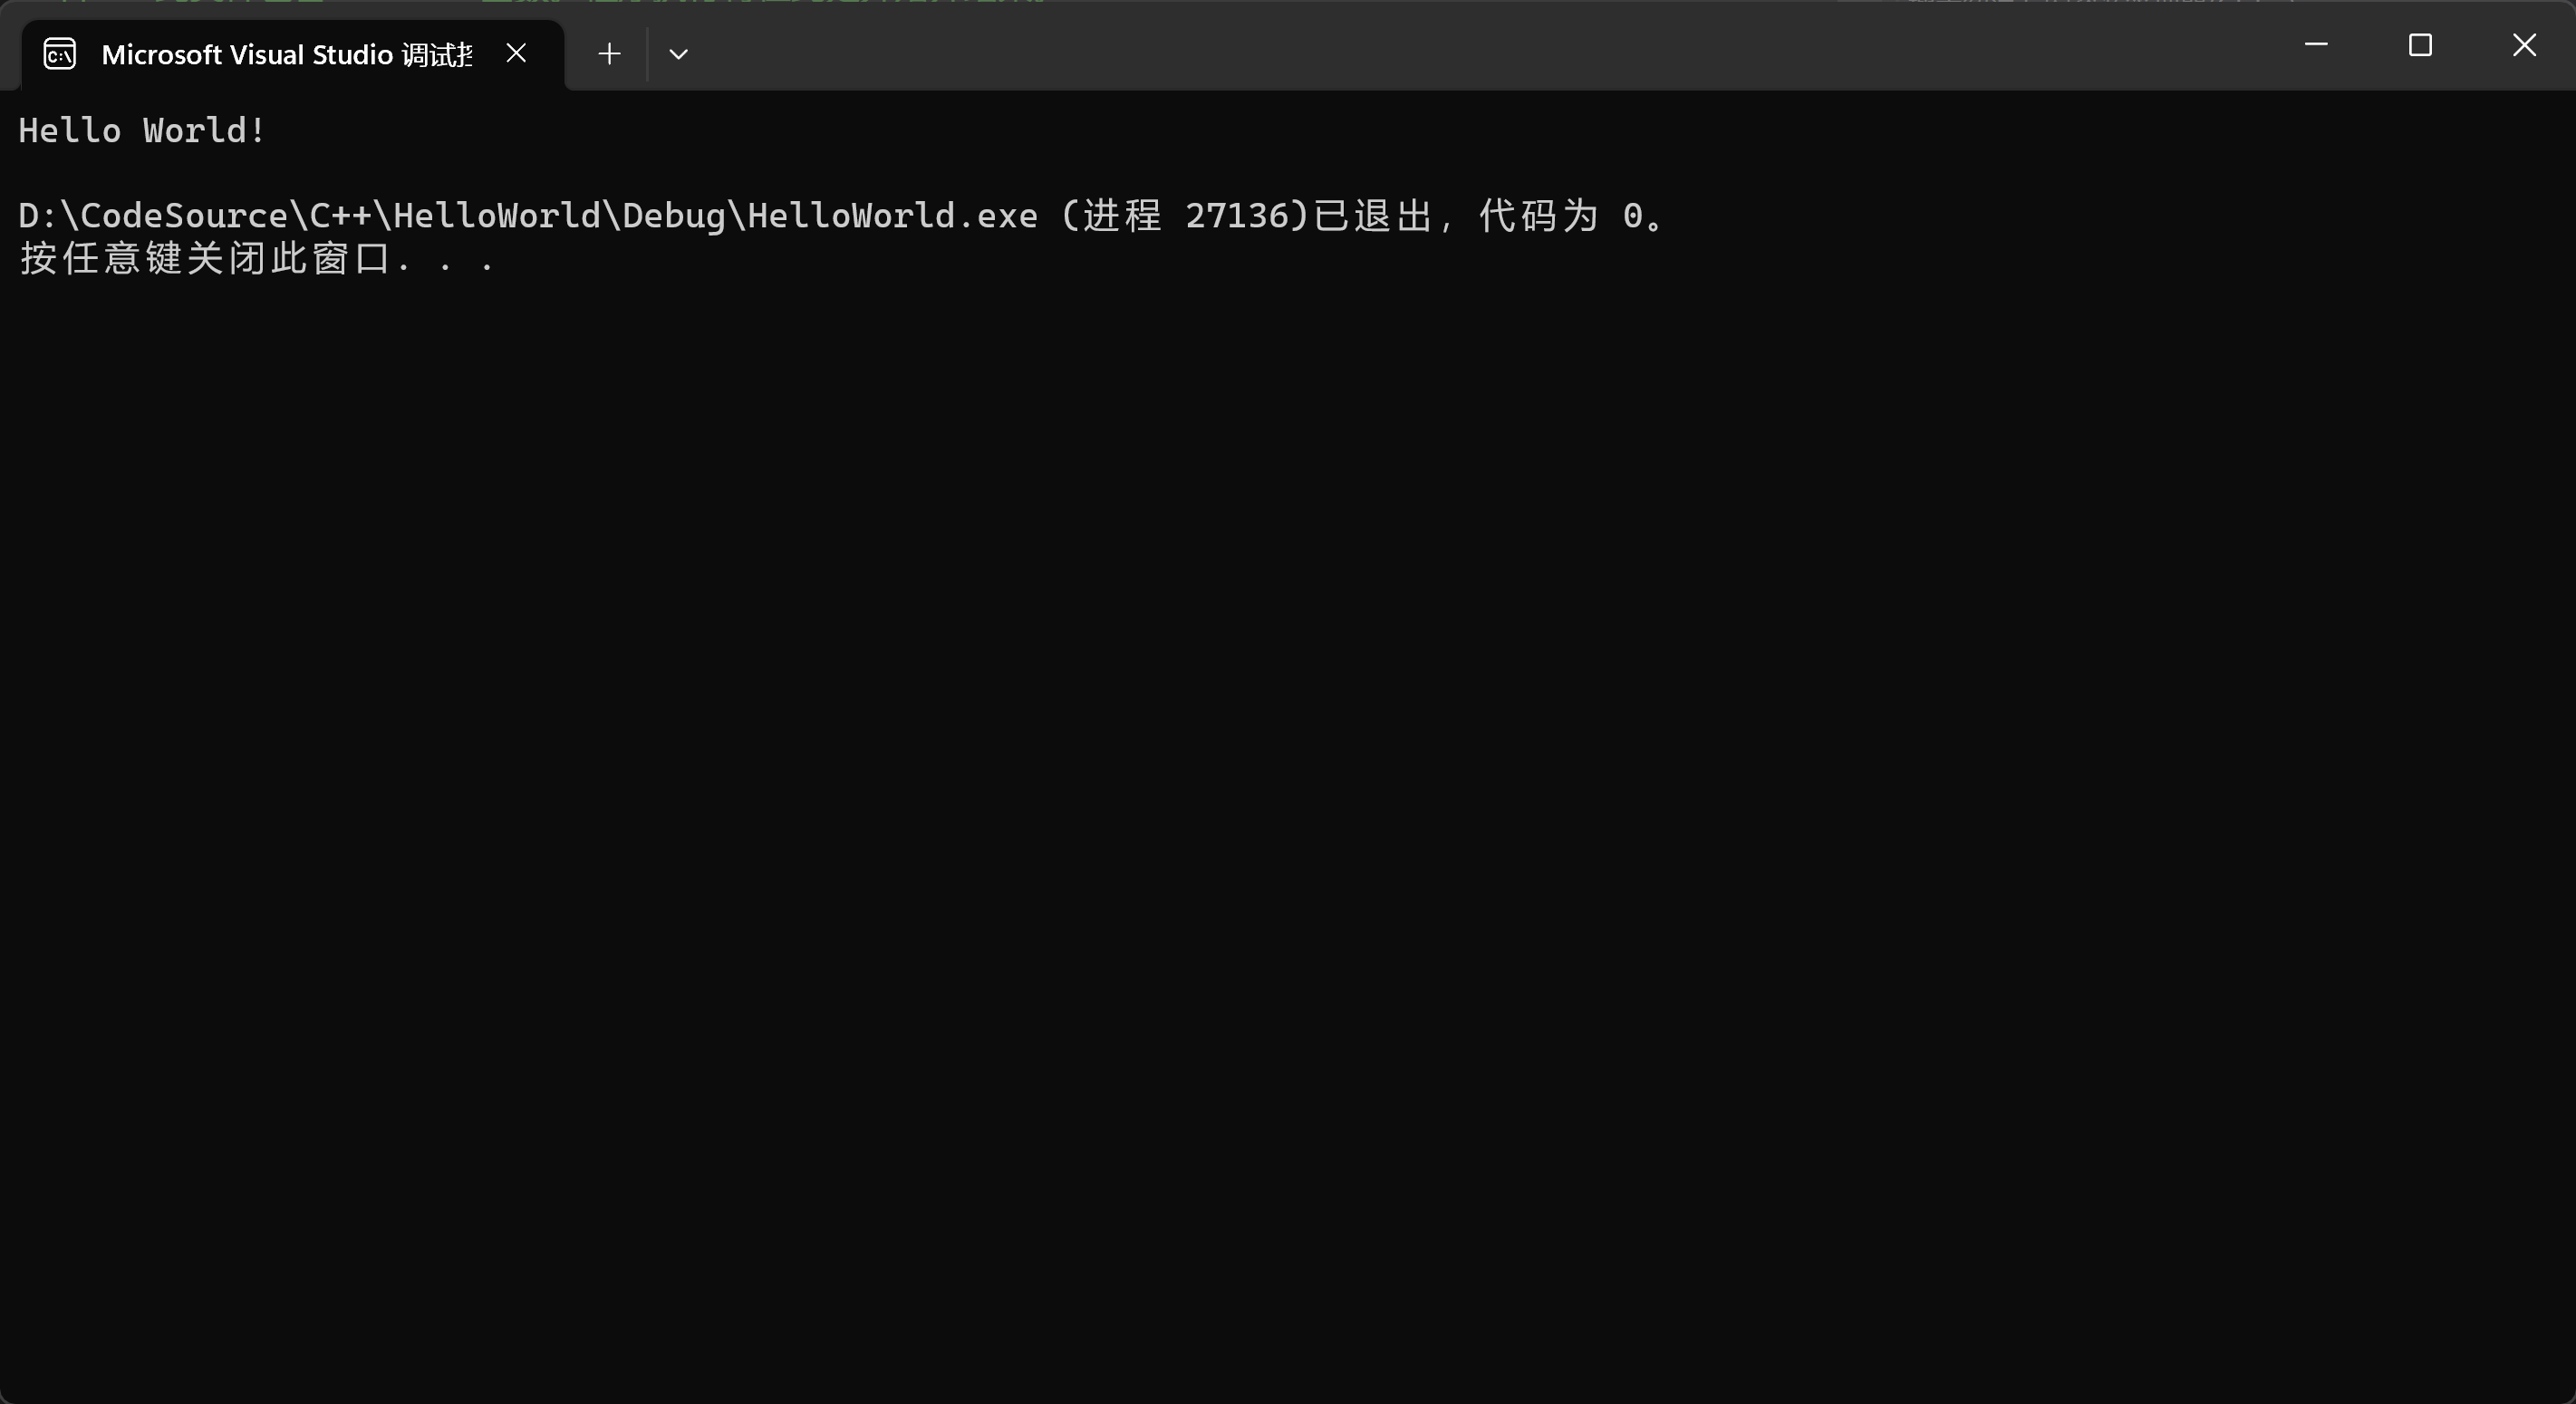 Microsoft Visual Studio 调试
Hello World!
D:\CodeSource\C++\HelloWorld\Debug\HelloWorld.exe (进程 27136)已退出，代码为 0。
按任意键关闭此窗口. . .